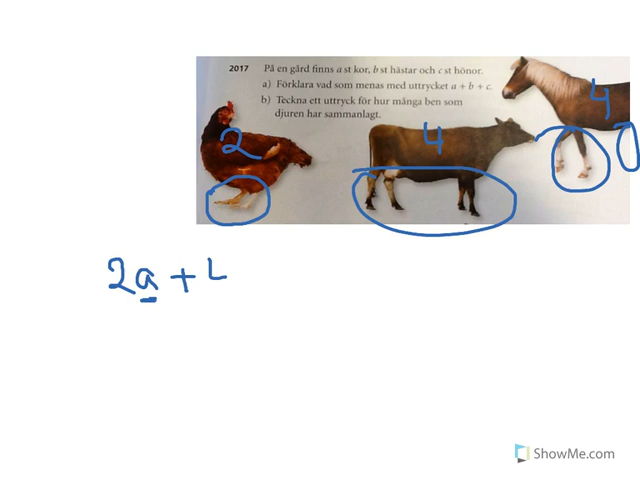 2017 På en gård finns a st kor, b st hästar och c st hönor.
a) Förklara vad som menas med uttrycket a + b + c.
b) Teckna ett uttryck för hur många ben som
djuren har sammanlagt.
2 4 4
2a + L
ShowMe.com